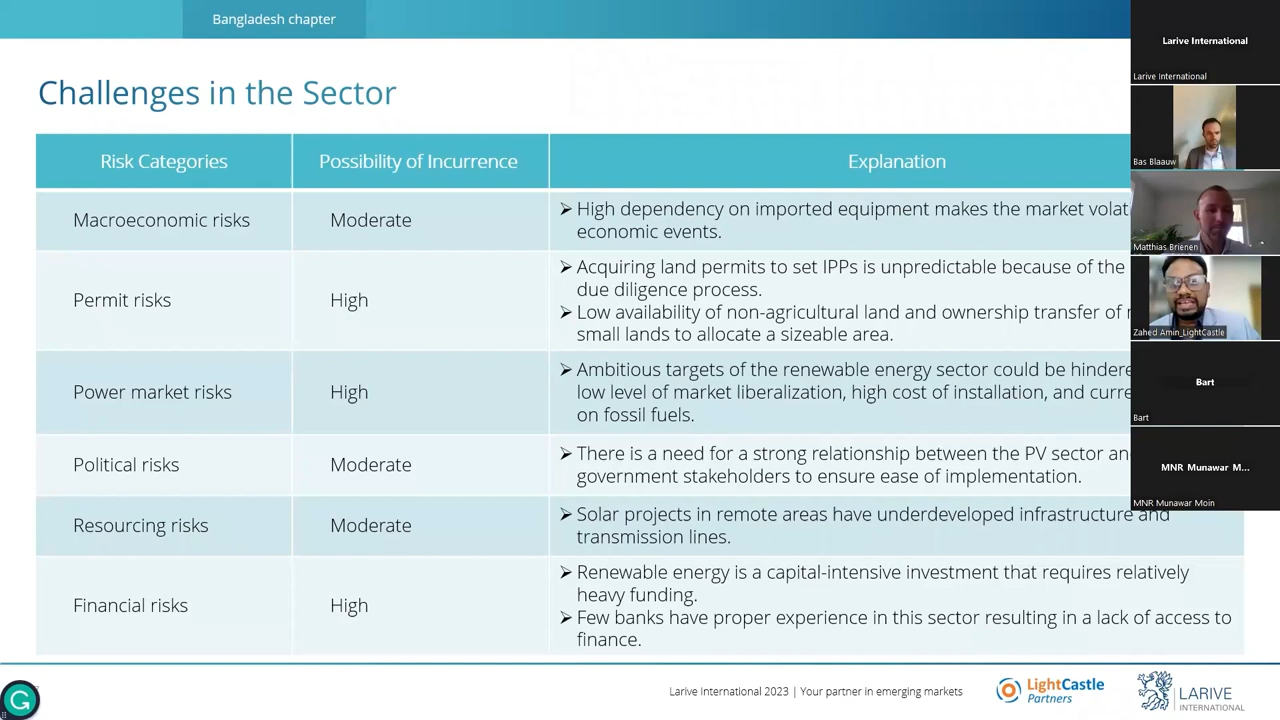 Bangladesh chapter
Challenges in the Sector
Risk Categories
Possibility of Incurrence
Explanation
Macroeconomic risks
Moderate
➢ High dependency on imported equipment makes the market
economic events.
Permit risks
High
➢ Acquiring land permits to set IPPs is unpredictable because of the
due diligence process.
➢ Low availability of non-agricultural land and ownership transfer of
small lands to allocate a sizeable area.
Power market risks
High
➢ Ambitious targets of the renewable energy sector could be
low level of market liberalization, high cost of installation, and
on fossil fuels.
Political risks
Moderate
➢ There is a need for a strong relationship between the PV sector
government stakeholders to ensure ease of implementation.
Resourcing risks
Moderate
➢ Solar projects in remote areas have underdeveloped infrastructure and
transmission lines.
Financial risks
High
➢ Renewable energy is a capital-intensive investment that requires relatively
heavy funding.
➢ Few banks have proper experience in this sector resulting in a lack of access to
finance.
Larive International 2023 | Your partner in emerging markets
LightCastle
Partners
LARIVE
INTERNATIONAL
Larive International
Larive International
Bas Blaauw
Matthias Brienen
Zahed Amin_LightCastle
Bart
Bart
MNR Munawar M...
MNR Munawar Moin